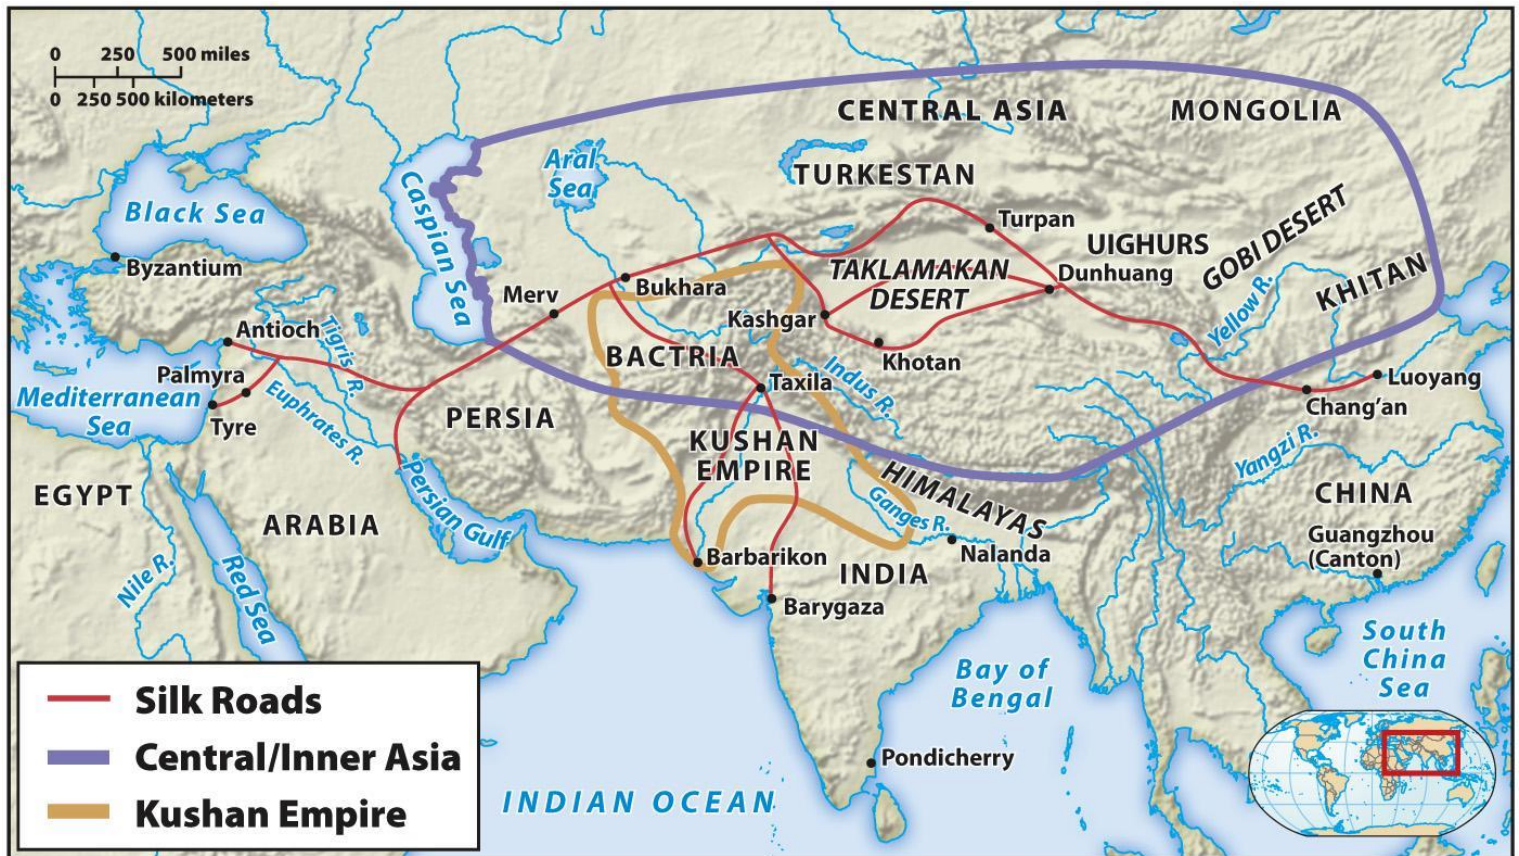 0 250 500 miles
0 250 500 kilometers
CENTRAL ASIA
MONGOLIA
Aral
Sea
TURKESTAN
Caspian Sea
Black Sea
Turpan
UIGHURS
GOBI DESERT
Byzantium
TAKLAMAKAN
DESERT
Dunhuang
KHITAN
Merv
Bukhara
Yellow R.
Antioch
Tigris R.
Kashgar
BACTRIA
Khotan
Palmyra
Taxila
Indus R.
Luoyang
Mediterranean
Sea
Tyre
Euphrates R.
PERSIA
Chang'an
KUSHAN
EMPIRE
Yangzi R.
HIMALAYAS
EGYPT
Persian Gulf
Ganges R.
CHINA
ARABIA
Guangzhou
(Canton)
Nalanda
Barbarikon
INDIA
Nile R.
Red Sea
Barygaza
South
China
Sea
Bay of
Bengal
Silk Roads
Central/Inner Asia
Kushan Empire
Pondicherry
INDIAN OCEAN